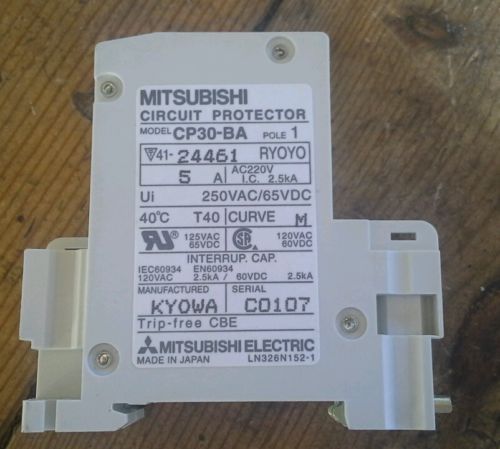 MITSUBISHI
CIRCUIT PROTECTOR
MODEL CP30-BA POLE 1
41-24461 RYOYO
5 A AC220V I.C. 2.5kA
Ui 250VAC/65VDC
40°C T40 CURVE M
125VAC 65VDC 120VAC 60VDC
INTERRUP. CAP.
IEC60934 EN60934
120VAC 2.5kA / 60VDC 2.5kA
MANUFACTURED SERIAL
KYOWA C0107
Trip-free CBE
MITSUBISHI ELECTRIC
MADE IN JAPAN LN326N152-1